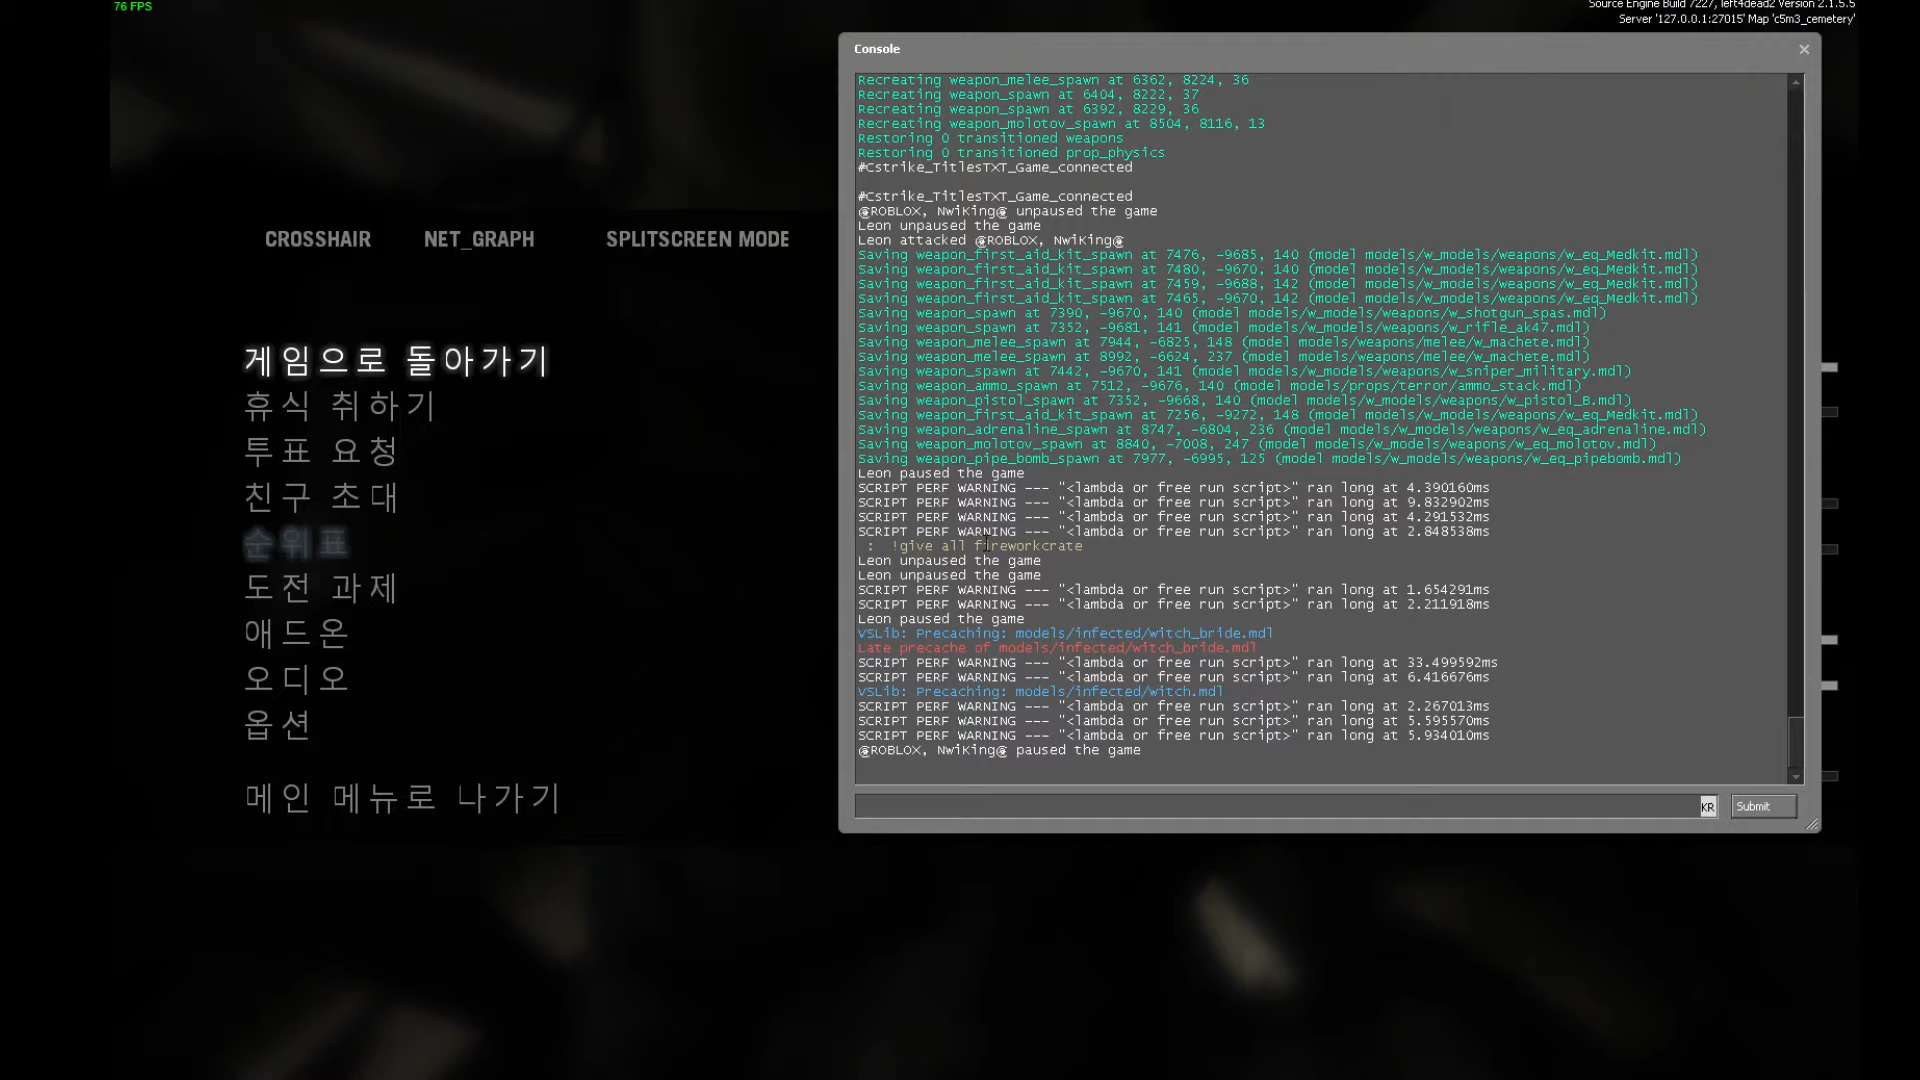 76 FPS
Source Engine Build 7227, left4dead2 Version 2.1.5.5
Server '127.0.0.1:27015' Map 'c5m3_cemetery'
CROSSHAIR NET_GRAPH SPLITSCREEN MODE
게임으로 돌아가기
휴식 취하기
투표 요청
친구 초대
순위표
도전 과제
애드온
오디오
옵션
메인 메뉴로 나가기
Console
Recreating weapon_melee_spawn at 6362, 8224, 36
Recreating weapon_spawn at 6404, 8222, 37
Recreating weapon_spawn at 6392, 8229, 36
Recreating weapon_molotov_spawn at 8504, 8116, 13
Restoring 0 transitioned weapons
Restoring 0 transitioned prop_physics
#Cstrike_TitlesTXT_Game_connected
#Cstrike_TitlesTXT_Game_connected
@ROBLOX, NwiKing@ unpaused the game
Leon unpaused the game
Leon attacked @ROBLOX, NwiKing@
Saving weapon_first_aid_kit_spawn at 7476, -9685, 140 (model models/w_models/weapons/w_eq_Medkit.mdl)
Saving weapon_first_aid_kit_spawn at 7480, -9670, 140 (model models/w_models/weapons/w_eq_Medkit.mdl)
Saving weapon_first_aid_kit_spawn at 7459, -9688, 142 (model models/w_models/weapons/w_eq_Medkit.mdl)
Saving weapon_first_aid_kit_spawn at 7465, -9670, 142 (model models/w_models/weapons/w_eq_Medkit.mdl)
Saving weapon_spawn at 7390, -9670, 140 (model models/w_models/weapons/w_shotgun_spas.mdl)
Saving weapon_spawn at 7352, -9681, 141 (model models/w_models/weapons/w_rifle_ak47.mdl)
Saving weapon_melee_spawn at 7944, -6825, 148 (model models/weapons/melee/w_machete.mdl)
Saving weapon_melee_spawn at 8992, -6624, 237 (model models/weapons/melee/w_machete.mdl)
Saving weapon_spawn at 7442, -9670, 141 (model models/w_models/weapons/w_sniper_military.mdl)
Saving weapon_ammo_spawn at 7512, -9676, 140 (model models/props/terror/ammo_stack.mdl)
Saving weapon_pistol_spawn at 7352, -9668, 140 (model models/w_models/weapons/w_pistol_B.mdl)
Saving weapon_first_aid_kit_spawn at 7256, -9272, 148 (model models/w_models/weapons/w_eq_Medkit.mdl)
Saving weapon_adrenaline_spawn at 8747, -6804, 236 (model models/w_models/weapons/w_eq_adrenaline.mdl)
Saving weapon_molotov_spawn at 8840, -7008, 247 (model models/w_models/weapons/w_eq_molotov.mdl)
Saving weapon_pipe_bomb_spawn at 7977, -6995, 125 (model models/w_models/weapons/w_eq_pipebomb.mdl)
Leon paused the game
SCRIPT PERF WARNING --- "<lambda or free run script>" ran long at 4.390160ms
SCRIPT PERF WARNING --- "<lambda or free run script>" ran long at 9.832902ms
SCRIPT PERF WARNING --- "<lambda or free run script>" ran long at 4.291532ms
SCRIPT PERF WARNING --- "<lambda or free run script>" ran long at 2.848538ms
: !give all fireworkcrate
Leon unpaused the game
Leon unpaused the game
SCRIPT PERF WARNING --- "<lambda or free run script>" ran long at 1.654291ms
SCRIPT PERF WARNING --- "<lambda or free run script>" ran long at 2.211918ms
Leon paused the game
VSLib: Precaching: models/infected/witch_bride.mdl
Late precache of models/infected/witch_bride.mdl
SCRIPT PERF WARNING --- "<lambda or free run script>" ran long at 33.499592ms
SCRIPT PERF WARNING --- "<lambda or free run script>" ran long at 6.416676ms
VSLib: Precaching: models/infected/witch.mdl
SCRIPT PERF WARNING --- "<lambda or free run script>" ran long at 2.267013ms
SCRIPT PERF WARNING --- "<lambda or free run script>" ran long at 5.595570ms
SCRIPT PERF WARNING --- "<lambda or free run script>" ran long at 5.934010ms
@ROBLOX, NwiKing@ paused the game
KR Submit